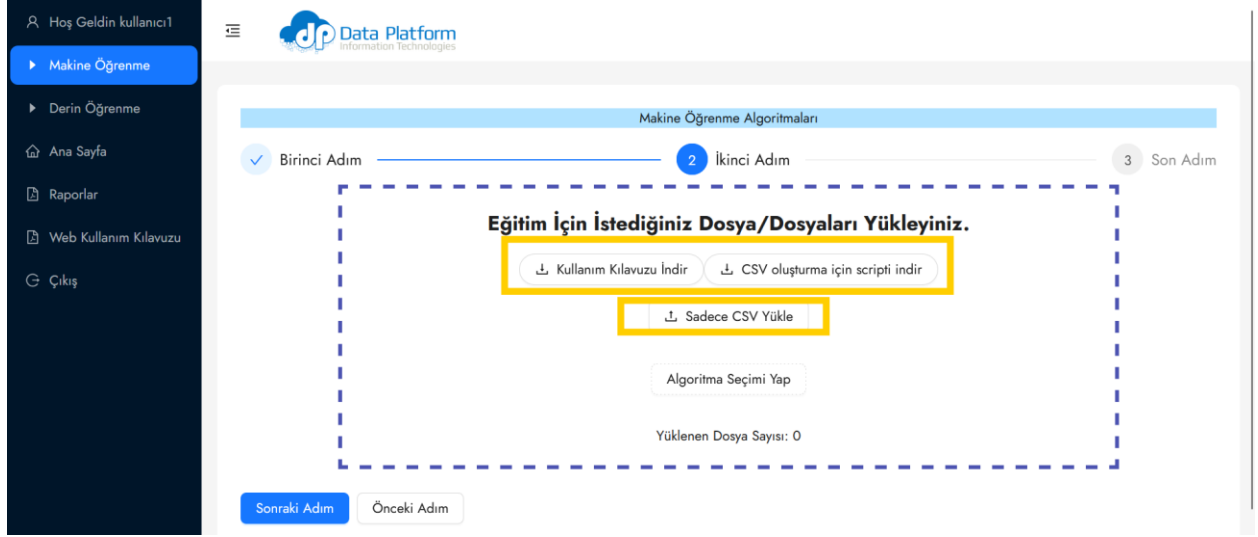 Hoş Geldin kullanıcı1
Makine Öğrenme
Derin Öğrenme
Ana Sayfa
Raporlar
Web Kullanım Kılavuzu
Çıkış
dp Data Platform
Information Technologies
Makine Öğrenme Algoritmaları
Birinci Adım 2 İkinci Adım 3 Son Adım
Eğitim İçin İstediğiniz Dosya/Dosyaları Yükleyiniz.
Kullanım Kılavuzu İndir CSV oluşturma için scripti indir
Sadece CSV Yükle
Algoritma Seçimi Yap
Yüklenen Dosya Sayısı: 0
Sonraki Adım Önceki Adım